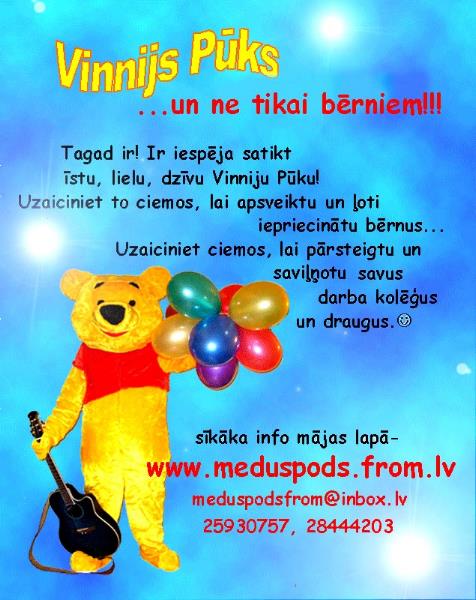 Vinnijs Pūks
...un ne tikai bērniem!!!
Tagad ir! Ir iespēja satikt
īstu, lielu, dzīvu Vinniju Pūku!
Uzaiciniet to ciemos, lai apsveiktu un ļoti
iepriecinātu bērnus...
Uzaiciniet ciemos, lai pārsteigtu un
saviļņotu savus
darba kolēģus
un draugus.☺
sīkāka info mājas lapā-
www.meduspods.from.lv
meduspodsfrom@inbox.lv
25930757, 28444203